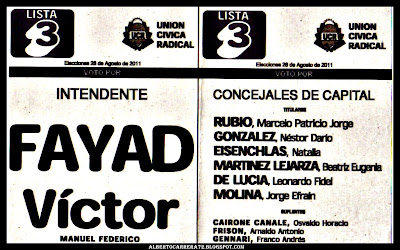 LISTA
3
UCR
UNION
CIVICA
RADICAL
Elecciones 28 de Agosto de 2011
VOTO POR
INTENDENTE
FAYAD
Víctor
MANUEL FEDERICO
LISTA
3
UCR
UNION
CIVICA
RADICAL
Elecciones 28 de Agosto de 2011
VOTO POR
CONCEJALES DE CAPITAL
TITULARES
RUBIO, Marcelo Patricio Jorge
GONZALEZ, Néstor Darío
EISENCHLAS, Natalia
MARTINEZ LEJARZA, Beatriz Eugenia
DE LUCIA, Leonardo Fidel
MOLINA, Jorge Efraín
SUPLENTES
CAIRONE CANALE, Osvaldo Horacio
FRISON, Arnaldo Antonio
GENNARI, Franco Andrés
ALBERTOCARRERA72.BLOGSPOT.COM